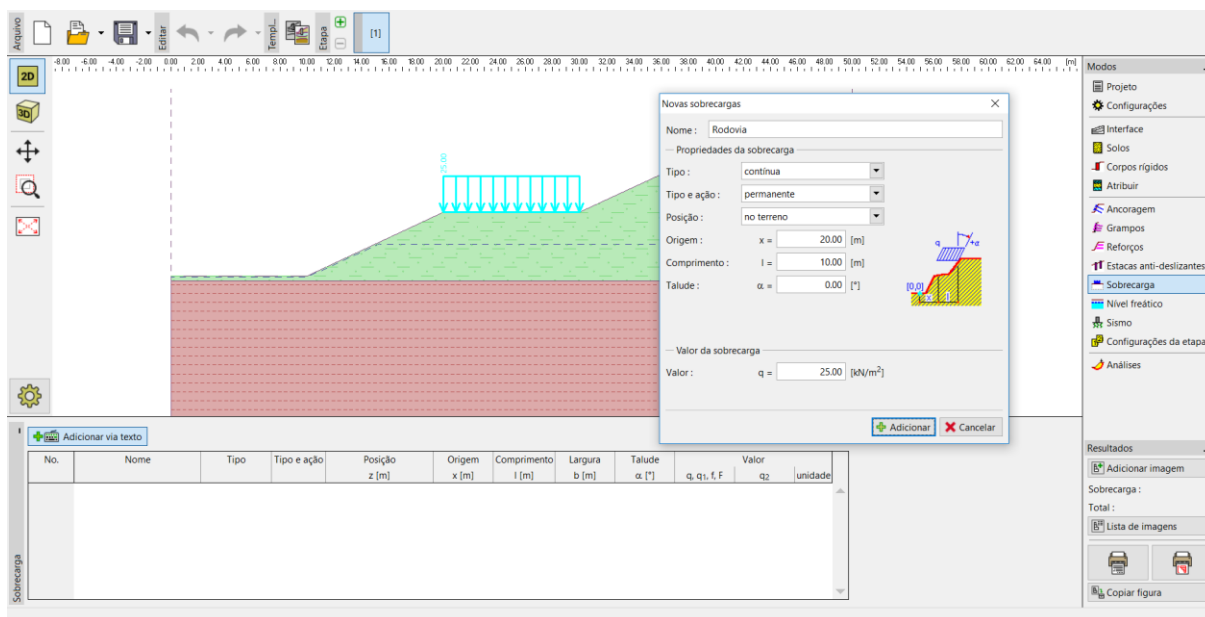 Arquivo
Editar
Templ...
Etapa
[1]
-8.00 -6.00 -4.00 -2.00 0.00 2.00 4.00 6.00 8.00 10.00 12.00 14.00 16.00 18.00 20.00 22.00 24.00 26.00 28.00 30.00 32.00 34.00 36.00 38.00 40.00 42.00 44.00 46.00 48.00 50.00 52.00 54.00 56.00 58.00 60.00 62.00 64.00 [m]
2D
3D
25.00
Novas sobrecargas
Nome : Rodovia
Propriedades da sobrecarga
Tipo : contínua
Tipo e ação : permanente
Posição : no terreno
Origem : x = 20.00 [m]
Comprimento : l = 10.00 [m]
Talude : α = 0.00 [°]
q +α
[0,0]
x l
Valor da sobrecarga
Valor : q = 25.00 [kN/m²]
Adicionar Cancelar
Modos
Projeto
Configurações
Interface
Solos
Corpos rígidos
Atribuir
Ancoragem
Grampos
Reforços
Estacas anti-deslizantes
Sobrecarga
Nível freático
Sismo
Configurações da etapa
Análises
Adicionar via texto
No. Nome Tipo Tipo e ação Posição Origem Comprimento Largura Talude Valor
z [m] x [m] l [m] b [m] α [°] q, q1, f, F q2 unidade
Sobrecarga
Resultados
Adicionar imagem
Sobrecarga :
Total :
Lista de imagens
Copiar figura